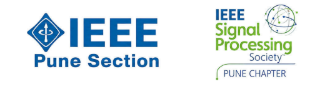 IEEE
Pune Section
IEEE
Signal
Processing
Society
PUNE CHAPTER